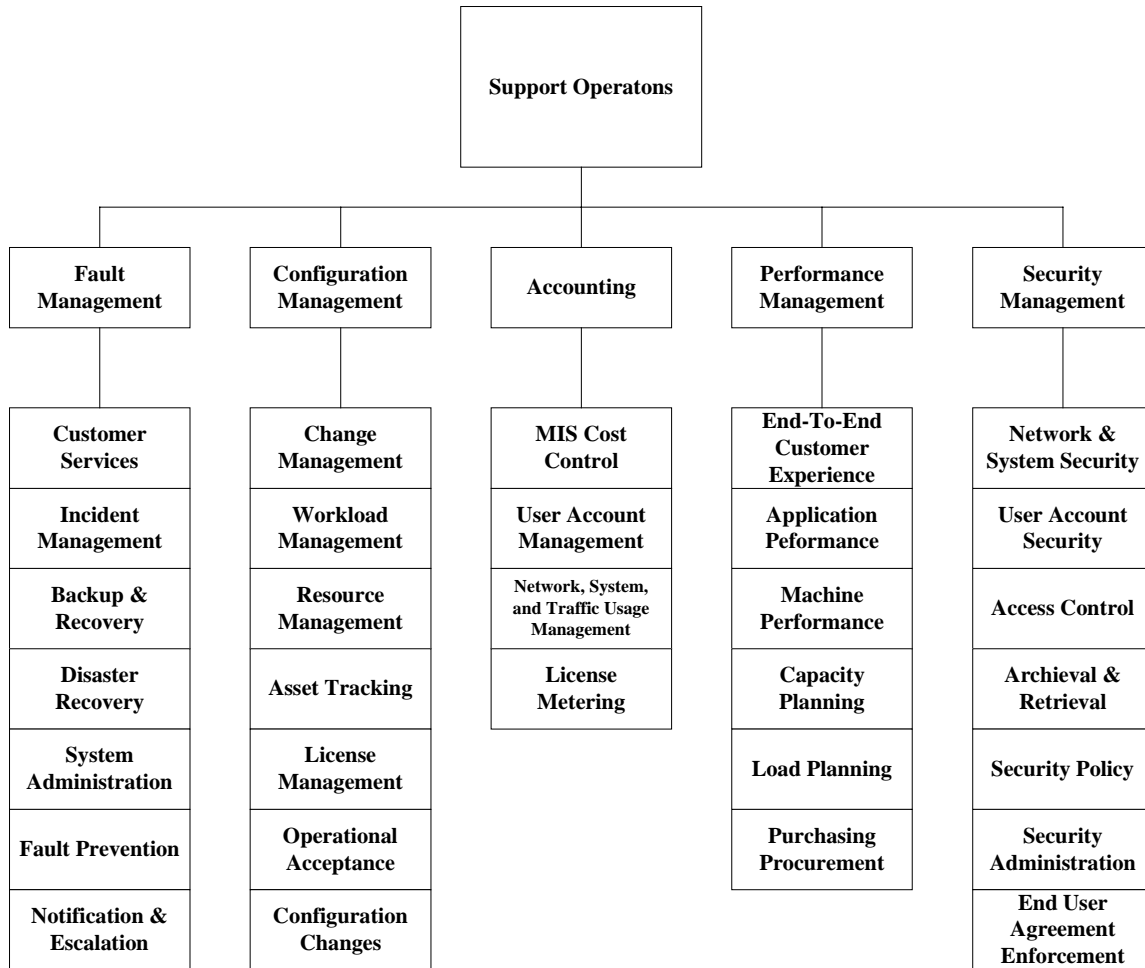 Support Operatons
Fault
Management
Configuration
Management
Accounting
Performance
Management
Security
Management
Customer
Services
Incident
Management
Backup &
Recovery
Disaster
Recovery
System
Administration
Fault Prevention
Notification &
Escalation
Change
Management
Workload
Management
Resource
Management
Asset Tracking
License
Management
Operational
Acceptance
Configuration
Changes
MIS Cost
Control
User Account
Management
Network, System,
and Traffic Usage
Management
License
Metering
End-To-End
Customer
Experience
Application
Peformance
Machine
Performance
Capacity
Planning
Load Planning
Purchasing
Procurement
Network &
System Security
User Account
Security
Access Control
Archieval &
Retrieval
Security Policy
Security
Administration
End User
Agreement
Enforcement